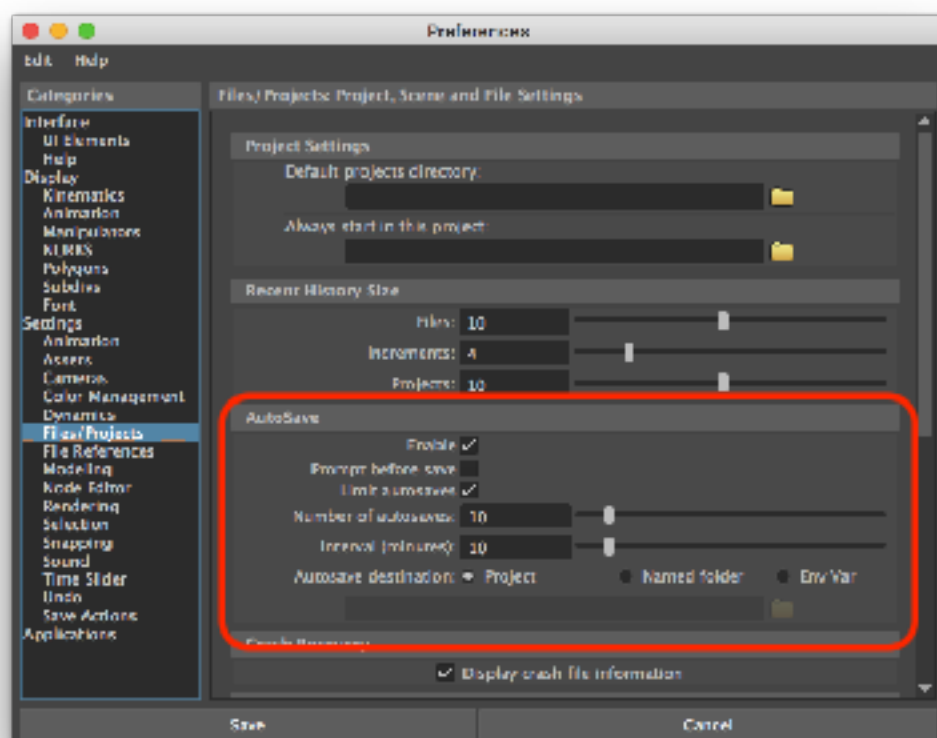 Preferences
Edit Help
Categories
Files/Projects: Project, Scene and File Settings
Interface
UI Elements
Help
Display
Kinematics
Animation
Manipulators
NURBS
Polygons
Subdivs
Font
Settings
Animation
Assets
Cameras
Color Management
Dynamics
Files/Projects
File References
Modeling
Node Editor
Rendering
Selection
Snapping
Sound
Time Slider
Undo
Save Actions
Applications
Project Settings
Default projects directory:
Always start in this project:
Recent History Size
Files: 10
Increments: 4
Projects: 10
AutoSave
Enable
Prompt before save
Limit autosaves
Number of autosaves: 10
Interval (minutes): 10
Autosave destination: Project Named folder Env Var
Crash Recovery
Display crash file information
Save Cancel